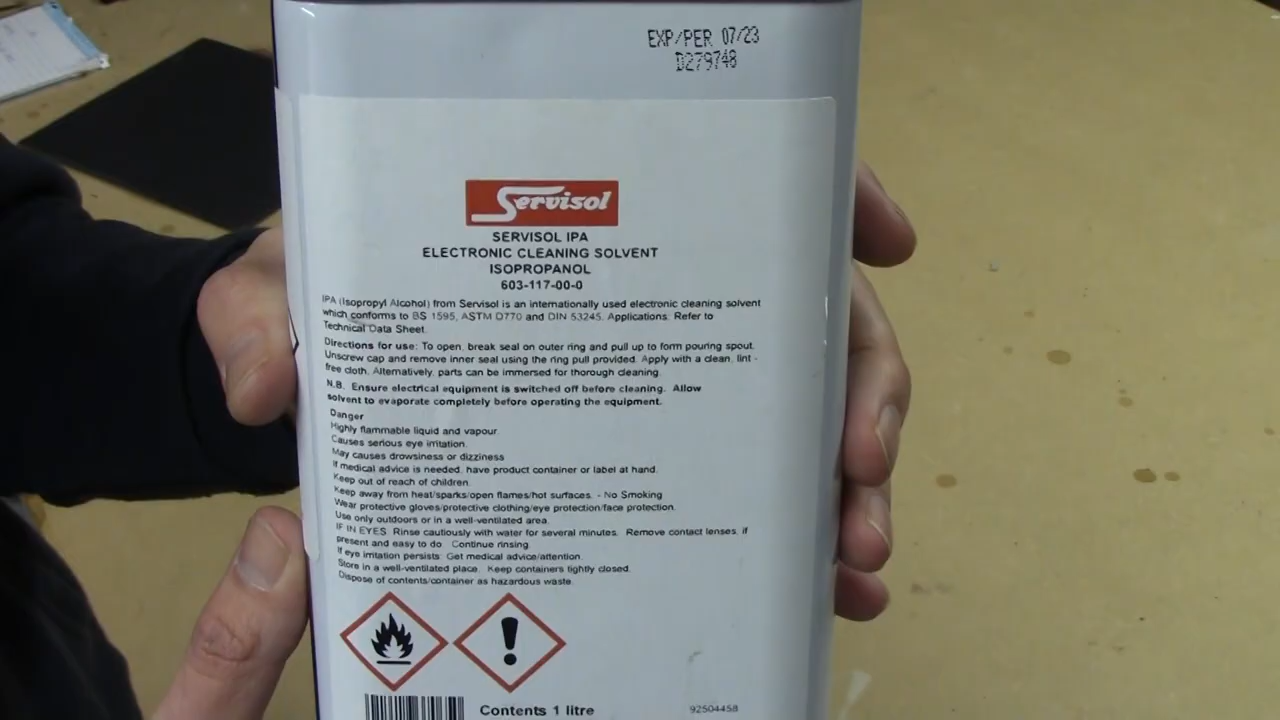 EXP/PER 07/23
D279748
Servisol
SERVISOL IPA
ELECTRONIC CLEANING SOLVENT
ISOPROPANOL
603-117-00-0
IPA (Isopropyl Alcohol) from Servisol is an internationally used electronic cleaning solvent
which conforms to BS 1595, ASTM D770 and DIN 53245. Applications: Refer to
Technical Data Sheet.
Directions for use: To open, break seal on outer ring and pull up to form pouring spout.
Unscrew cap and remove inner seal using the ring pull provided. Apply with a clean, lint -
free cloth. Alternatively, parts can be immersed for thorough cleaning.
N.B. Ensure electrical equipment is switched off before cleaning. Allow
solvent to evaporate completely before operating the equipment.
Danger
Highly flammable liquid and vapour.
Causes serious eye irritation.
May causes drowsiness or dizziness
If medical advice is needed, have product container or label at hand.
Keep out of reach of children.
Keep away from heat/sparks/open flames/hot surfaces. - No Smoking
Wear protective gloves/protective clothing/eye protection/face protection.
Use only outdoors or in a well-ventilated area.
IF IN EYES: Rinse cautiously with water for several minutes. Remove contact lenses, if
present and easy to do. Continue rinsing
If eye irritation persists: Get medical advice/attention.
Store in a well-ventilated place. Keep containers tightly closed.
Dispose of contents/container as hazardous waste.
Contents 1 litre
92504458